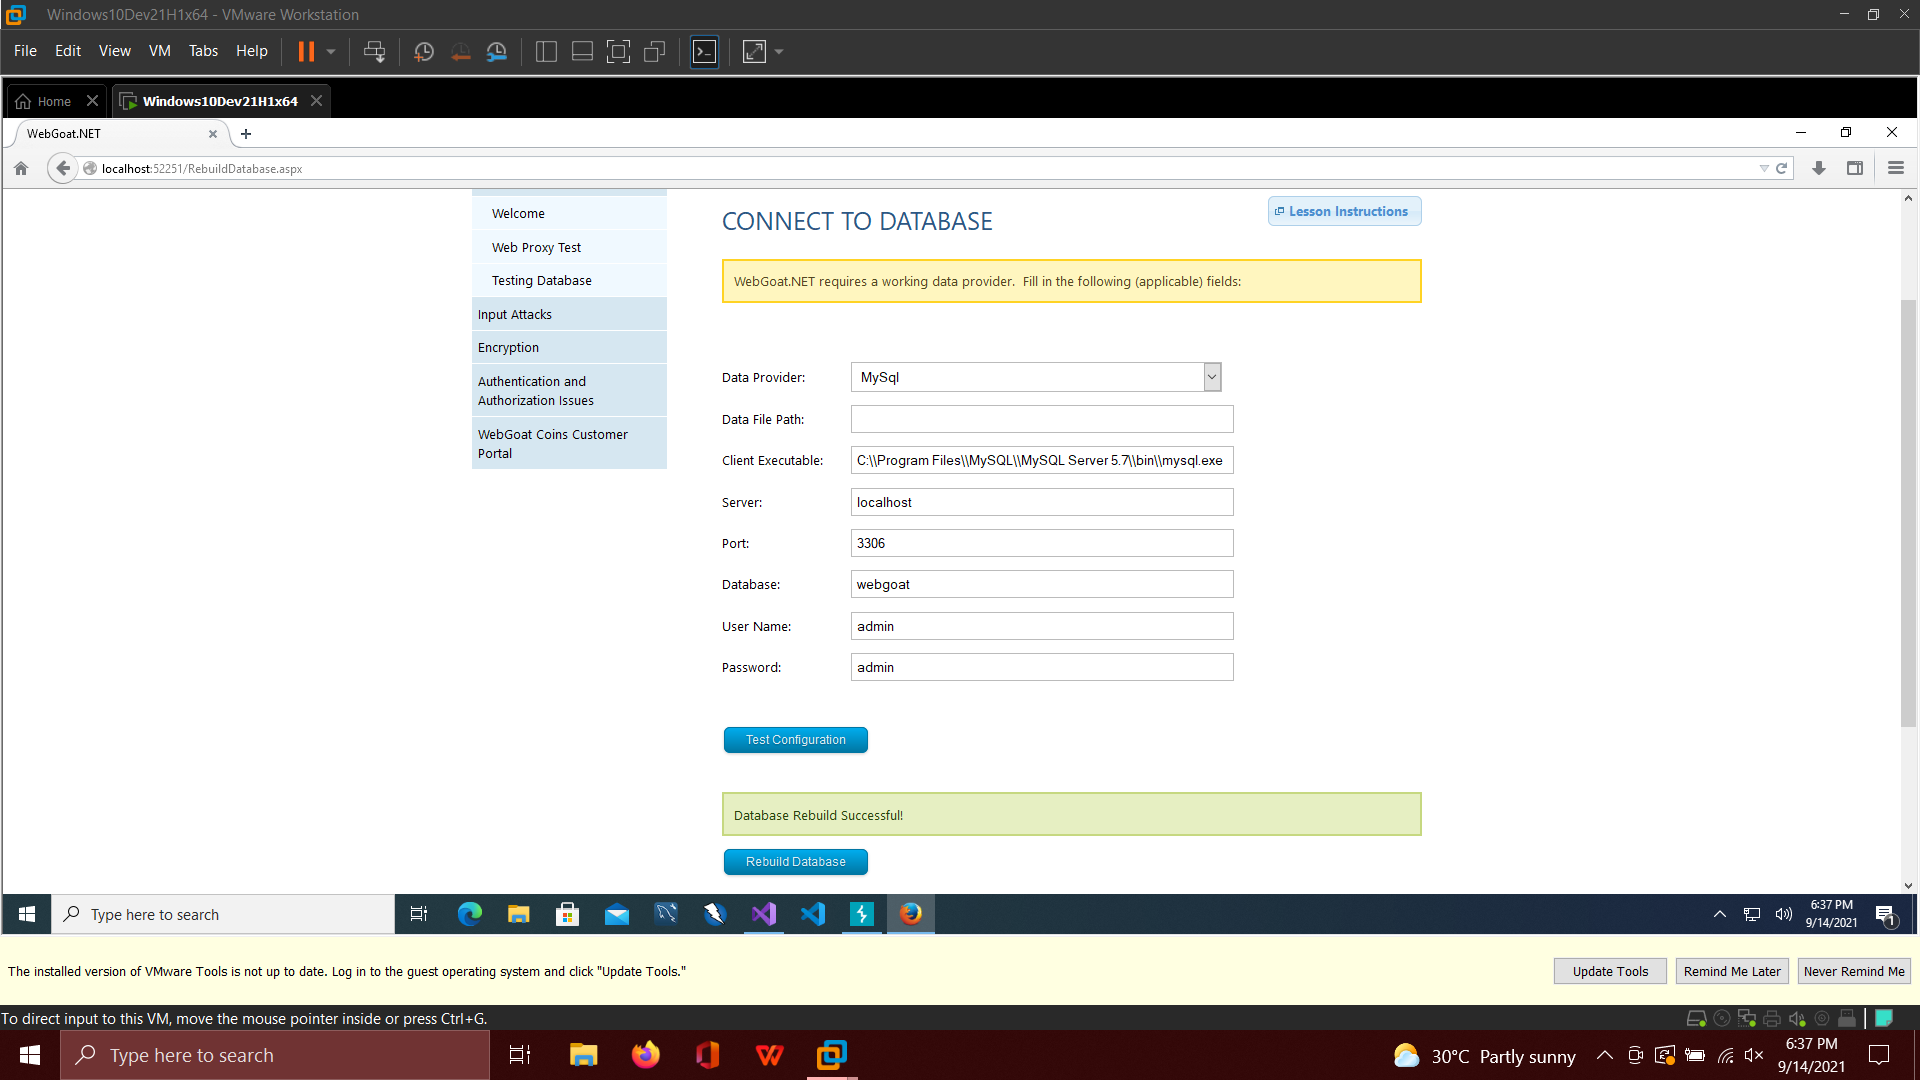 Windows10Dev21H1x64 - VMware Workstation
File Edit View VM Tabs Help
Home
Windows10Dev21H1x64
WebGoat.NET
localhost:52251/RebuildDatabase.aspx
Welcome
Web Proxy Test
Testing Database
Input Attacks
Encryption
Authentication and
Authorization Issues
WebGoat Coins Customer
Portal
CONNECT TO DATABASE
Lesson Instructions
WebGoat.NET requires a working data provider. Fill in the following (applicable) fields:
Data Provider: MySql
Data File Path:
Client Executable: C:\\Program Files\\MySQL\\MySQL Server 5.7\\bin\\mysql.exe
Server: localhost
Port: 3306
Database: webgoat
User Name: admin
Password: admin
Test Configuration
Database Rebuild Successful!
Rebuild Database
Type here to search
6:37 PM
9/14/2021
1
The installed version of VMware Tools is not up to date. Log in to the guest operating system and click "Update Tools."
Update Tools
Remind Me Later
Never Remind Me
To direct input to this VM, move the mouse pointer inside or press Ctrl+G.
Type here to search
30°C Partly sunny
6:37 PM
9/14/2021